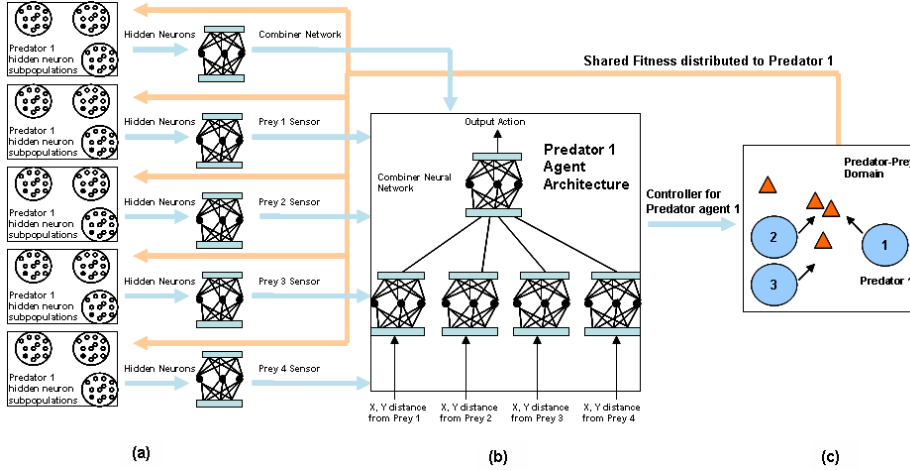 Predator 1
hidden neuron
subpopulations
Hidden Neurons
Combiner Network
Predator 1
hidden neuron
subpopulations
Hidden Neurons
Prey 1 Sensor
Predator 1
hidden neuron
subpopulations
Hidden Neurons
Prey 2 Sensor
Predator 1
hidden neuron
subpopulations
Hidden Neurons
Prey 3 Sensor
Predator 1
hidden neuron
subpopulations
Hidden Neurons
Prey 4 Sensor
(a)
Output Action
Combiner Neural
Network
Predator 1
Agent
Architecture
X, Y distance
from Prey 1
X, Y distance
from Prey 2
X, Y distance
from Prey 3
X, Y distance
from Prey 4
(b)
Shared Fitness distributed to Predator 1
Controller for
Predator agent 1
Predator-Prey
Domain
2
1
3
Predator 1
(c)